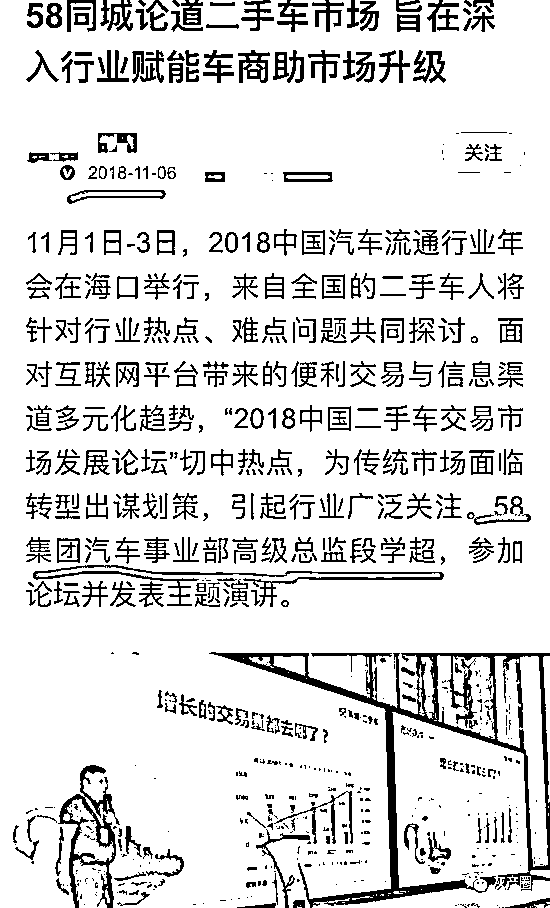 58同城论道二手车市场 旨在深
入行业赋能车商助市场升级
关注
2018-11-06
11月1日-3日，2018中国汽车流通行业年
会在海口举行，来自全国的二手车人将
针对行业热点、难点问题共同探讨。面
对互联网平台带来的便利交易与信息渠
道多元化趋势，“2018中国二手车交易市
场发展论坛”切中热点，为传统市场面临
转型出谋划策，引起行业广泛关注。58
集团汽车事业部高级总监段学超，参加
论坛并发表主题演讲。
增长的交易量都去哪了？
灰产圈